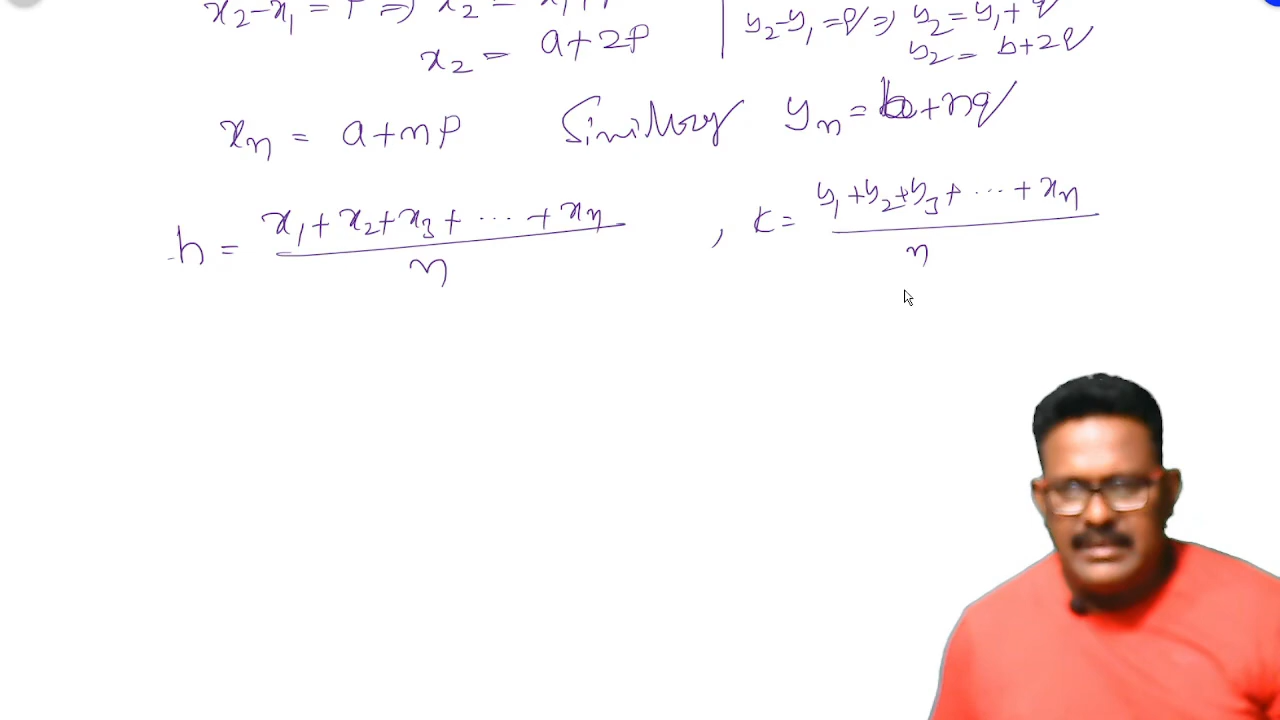 x₂-x₁ = P ⇒ x₂ = x₁+P | y₂-y₁ = q ⇒ y₂ = y₁+q
x₂ = a+2P | y₂ = b+2q
xₙ = a+nP Similary yₙ = b+nq
h = (x₁+x₂+x₃+ ... +xₙ)/n , k = (y₁+y₂+y₃+ ... +xₙ)/n